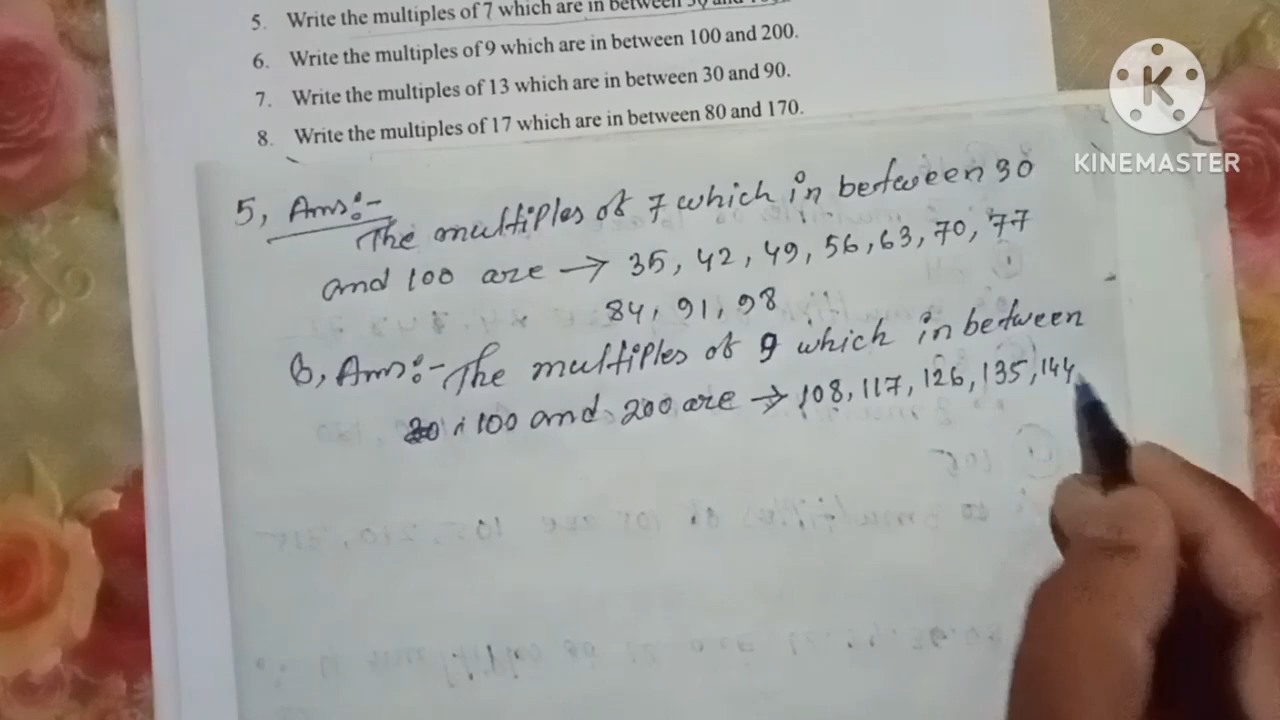 5. Write the multiples of 7 which are in between
6. Write the multiples of 9 which are in between 100 and 200.
7. Write the multiples of 13 which are in between 30 and 90.
8. Write the multiples of 17 which are in between 80 and 170.
K
KINEMASTER
5, Ans:-
The multiples of 7 which in between 30
and 100 are → 35, 42, 49, 56, 63, 70, 77
84, 91, 98
6, Ans:- The multiples of 9 which in between
100 and 200 are → 108, 117, 126, 135, 144